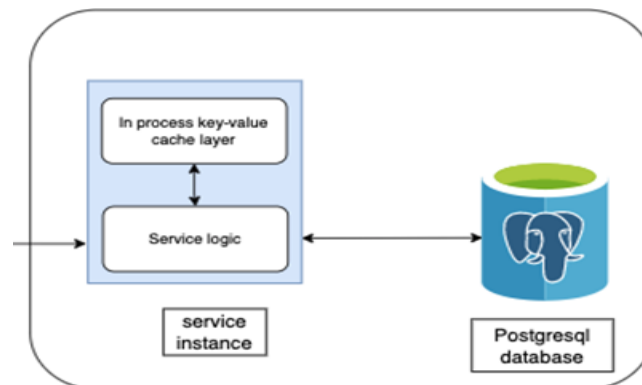 In process key-value
cache layer
Service logic
service
instance
Postgresql
database